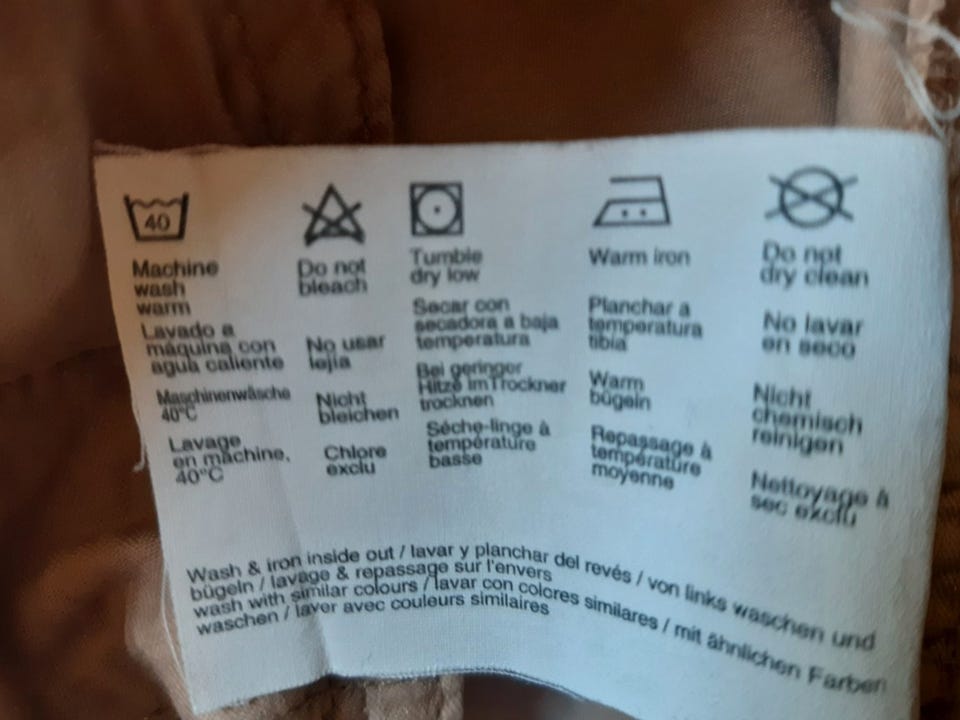 40
Machine
wash
warm
Lavado a
máquina con
agua caliente
Maschinenwäsche
40°C
Lavage
en machine,
40°C
Do not
bleach
No usar
lejia
Nicht
bleichen
Chlore
exclu
Tumble
dry low
Secar con
secadora a baja
temperatura
Bei geringer
Hitze imTrockner
trocknen
Séche-linge à
température
basse
Warm iron
Planchar a
temperatura
tibia
Warm
bügeln
Repassage à
température
moyenne
Do not
dry clean
No lavar
en seco
Nicht
chemisch
reinigen
Nettoyage à
sec exclu
Wash & iron inside out / lavar y planchar del revés / von links waschen und
bügeln / lavage & repassage sur l'envers
wash with similar colours / lavar con colores similares / mit ähnlichen Farben
waschen / laver avec couleurs similaires